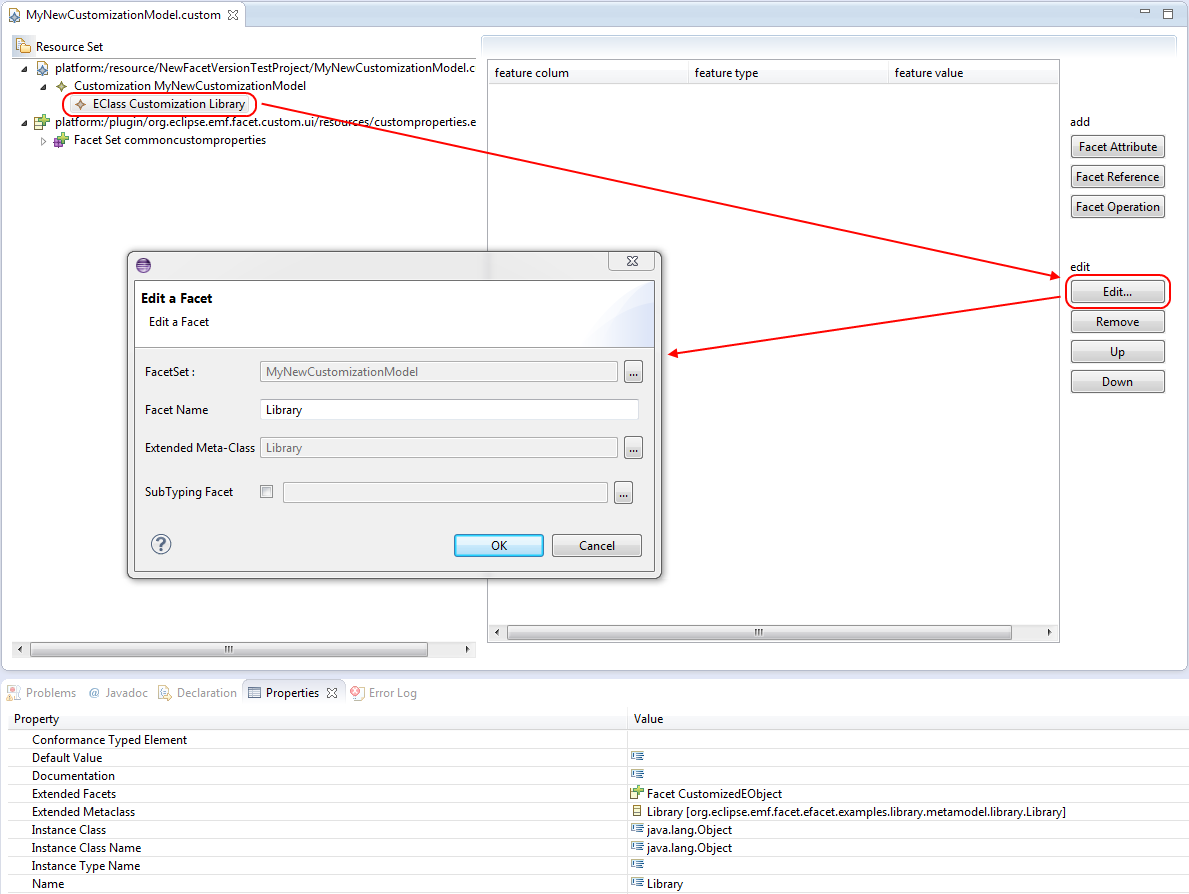 MyNewCustomizationModel.custom
Resource Set
platform:/resource/NewFacetVersionTestProject/MyNewCustomizationModel.c
Customization MyNewCustomizationModel
EClass Customization Library
platform:/plugin/org.eclipse.emf.facet.custom.ui/resources/customproperties.e
Facet Set commoncustomproperties
feature colum feature type feature value
add
Facet Attribute
Facet Reference
Facet Operation
edit
Edit...
Remove
Up
Down
Edit a Facet
Edit a Facet
FacetSet : MyNewCustomizationModel ...
Facet Name Library
Extended Meta-Class Library ...
SubTyping Facet ...
? OK Cancel
Problems @ Javadoc Declaration Properties Error Log
Property Value
Conformance Typed Element
Default Value
Documentation
Extended Facets Facet CustomizedEObject
Extended Metaclass Library [org.eclipse.emf.facet.efacet.examples.library.metamodel.library.Library]
Instance Class java.lang.Object
Instance Class Name java.lang.Object
Instance Type Name
Name Library